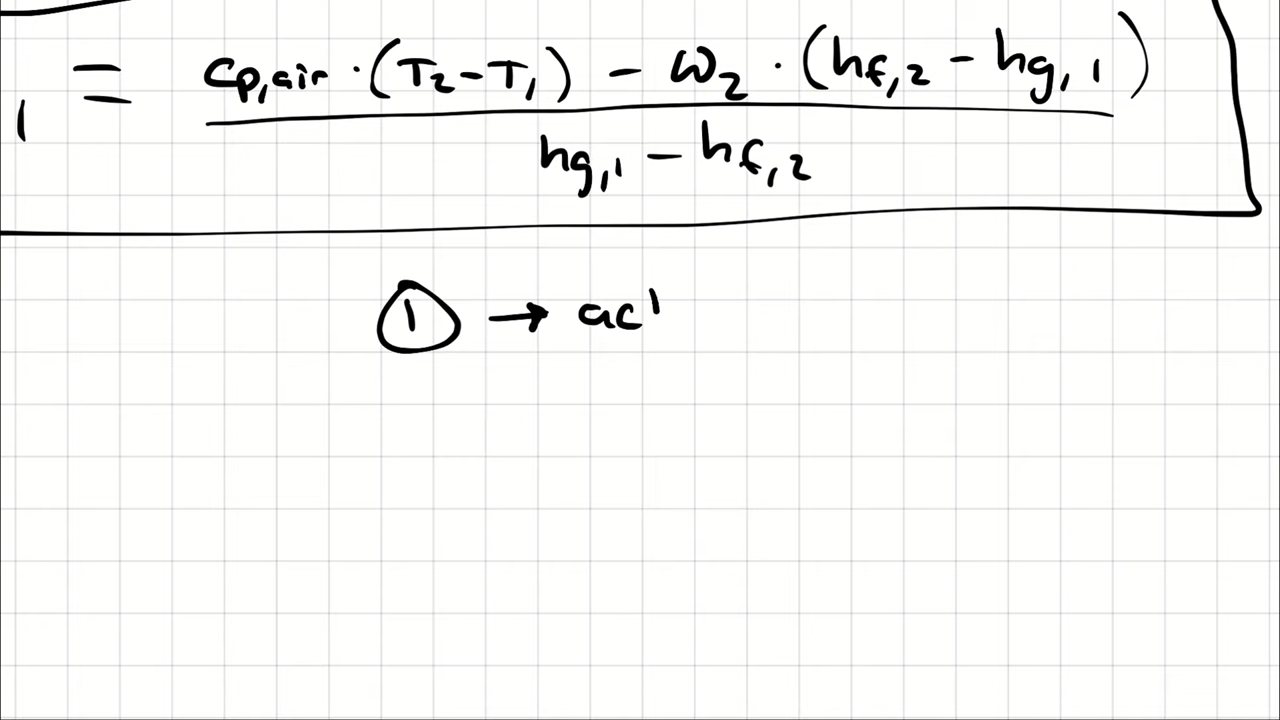 1 = cp,air · (T2 - T1) - ω2 · (hf,2 - hg,1)
hg,1 - hf,2
① → ac